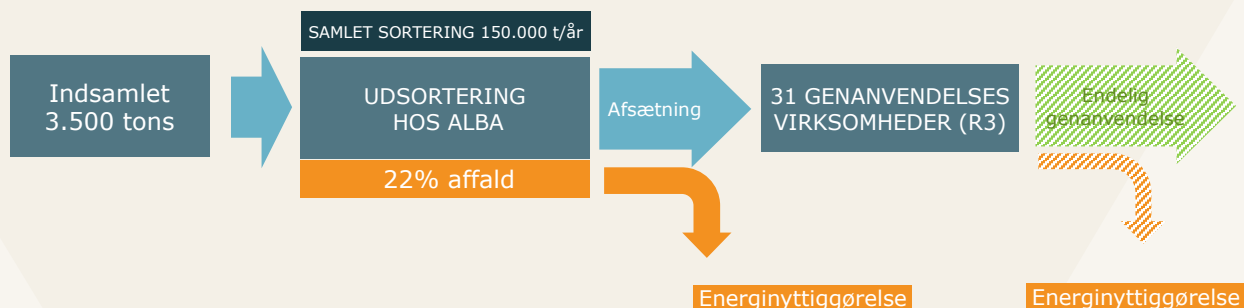 SAMLET SORTERING 150.000 t/år
Indsamlet
3.500 tons
UDSORTERING
HOS ALBA
22% affald
Afsætning
31 GENANVENDELSES
VIRKSOMHEDER (R3)
Endelig
genanvendelse
Energinyttiggørelse
Energinyttiggørelse